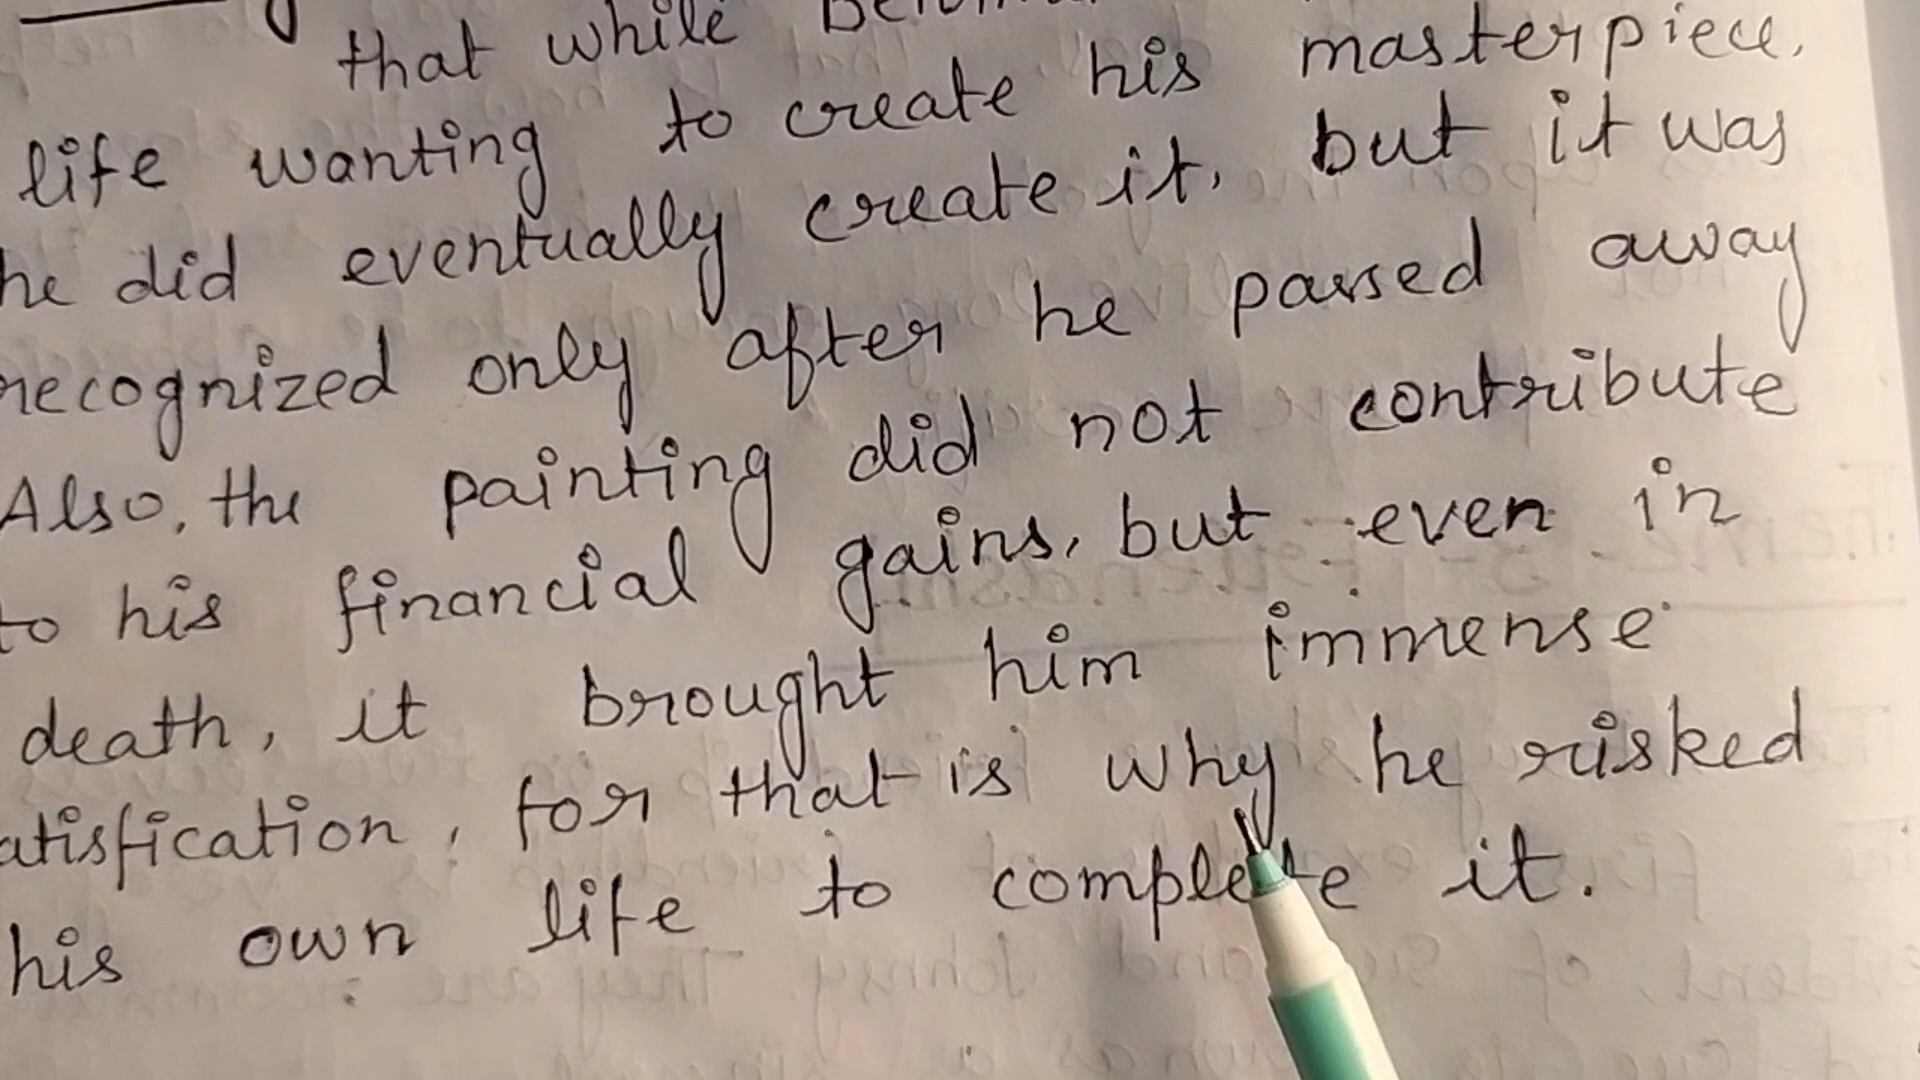 that while
life wanting to create his masterpiece,
he did eventually create it, but it was
recognized only after he passed away
Also, the painting did not contribute
to his financial gains, but even in
death, it brought him immense
atisfication, for that is why he risked
his own life to complete it.